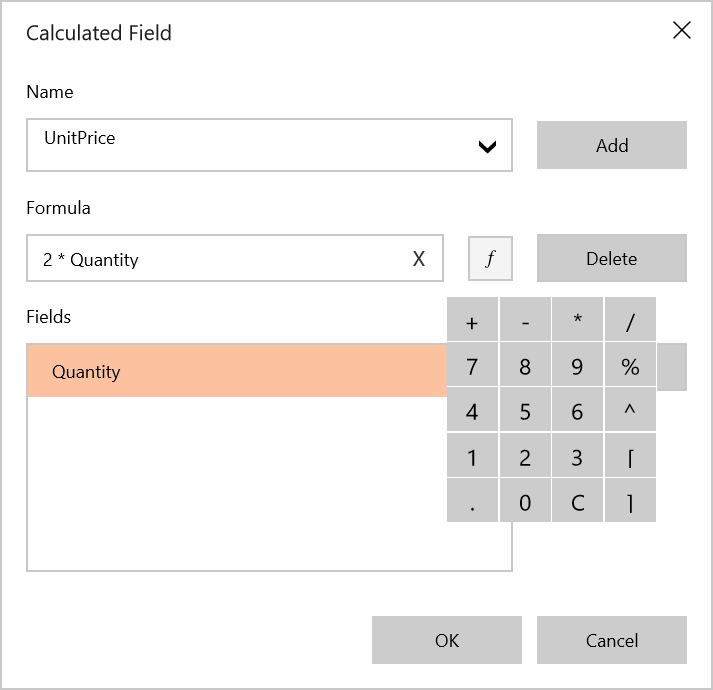 Calculated Field
Name
UnitPrice
Add
Formula
2 * Quantity X
f
Delete
Fields
+ - * /
Quantity
7 8 9 %
4 5 6 ^
1 2 3 ⌈
. 0 C ⌉
OK
Cancel